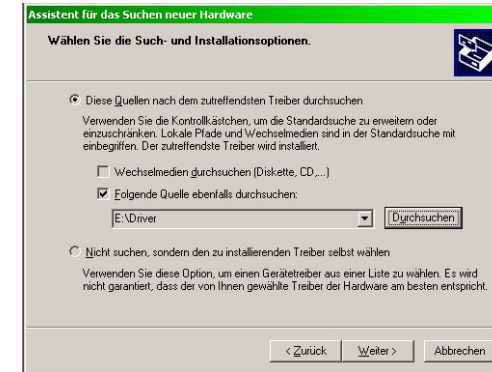 Assistent für das Suchen neuer Hardware
Wählen Sie die Such- und Installationsoptionen.
Diese Quellen nach dem zutreffendsten Treiber durchsuchen
Verwenden Sie die Kontrollkästchen, um die Standardsuche zu erweitern oder
einzuschränken. Lokale Pfade und Wechselmedien sind in der Standardsuche mit
einbegriffen. Der zutreffendste Treiber wird installiert.
Wechselmedien durchsuchen (Diskette, CD,...)
Folgende Quelle ebenfalls durchsuchen:
E:\Driver
Durchsuchen
Nicht suchen, sondern den zu installierenden Treiber selbst wählen
Verwenden Sie diese Option, um einen Gerätetreiber aus einer Liste zu wählen. Es wird
nicht garantiert, dass der von Ihnen gewählte Treiber der Hardware am besten entspricht.
< Zurück Weiter > Abbrechen